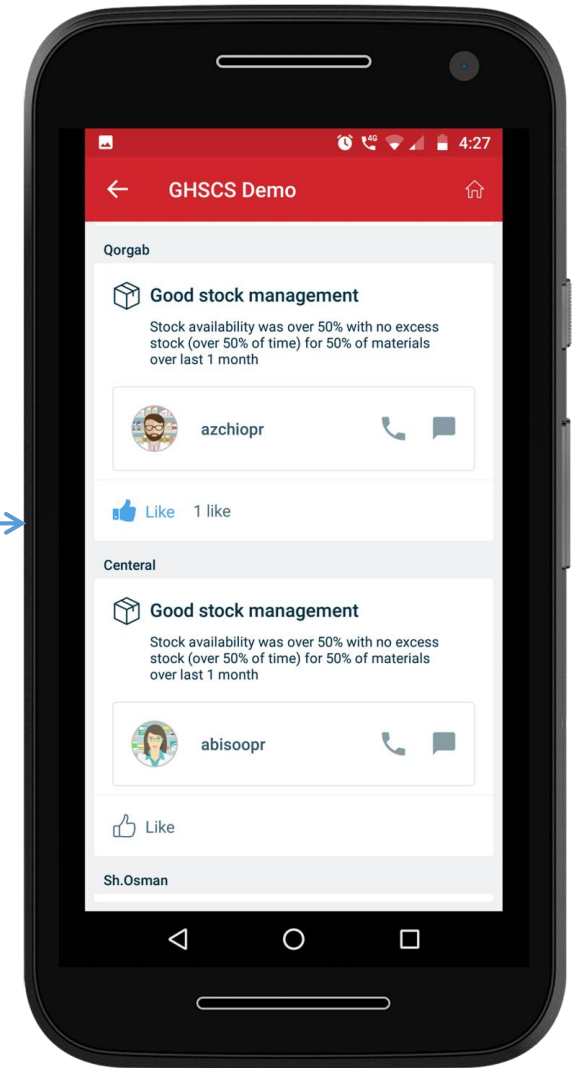 4G 4:27
GHSCS Demo
Qorgab
Good stock management
Stock availability was over 50% with no excess
stock (over 50% of time) for 50% of materials
over last 1 month
azchiopr
Like 1 like
Centeral
Good stock management
Stock availability was over 50% with no excess
stock (over 50% of time) for 50% of materials
over last 1 month
abisoopr
Like
Sh.Osman